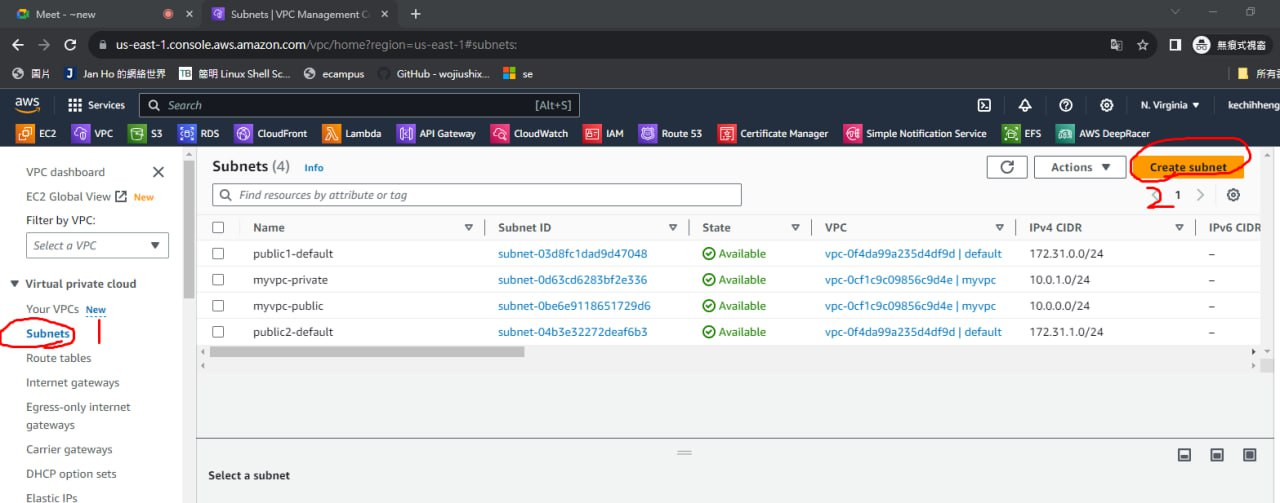 Meet - ~new
Subnets | VPC Management C
us-east-1.console.aws.amazon.com/vpc/home?region=us-east-1#subnets:
無痕式視窗
圖片
J Jan Ho 的網絡世界
TB 簡明 Linux Shell Sc...
ecampus
GitHub - wojiushix...
se
所有書
aws
Services
Search
[Alt+S]
N. Virginia
kechihheng
EC2
VPC
S3
RDS
CloudFront
Lambda
API Gateway
CloudWatch
IAM
Route 53
Certificate Manager
Simple Notification Service
EFS
AWS DeepRacer
VPC dashboard
EC2 Global View New
Filter by VPC:
Select a VPC
Virtual private cloud
Your VPCs New
Subnets
1
Route tables
Internet gateways
Egress-only internet
gateways
Carrier gateways
DHCP option sets
Elastic IPs
Subnets (4) Info
Actions
Create subnet
2
Find resources by attribute or tag
1
Name Subnet ID State VPC IPv4 CIDR IPv6 CIDR
public1-default subnet-03d8fc1dad9d47048 Available vpc-0f4da99a235d4df9d | default 172.31.0.0/24 –
myvpc-private subnet-0d63cd6283bf2e336 Available vpc-0cf1c9c09856c9d4e | myvpc 10.0.1.0/24 –
myvpc-public subnet-0be6e9118651729d6 Available vpc-0cf1c9c09856c9d4e | myvpc 10.0.0.0/24 –
public2-default subnet-04b3e32272deaf6b3 Available vpc-0f4da99a235d4df9d | default 172.31.1.0/24 –
Select a subnet